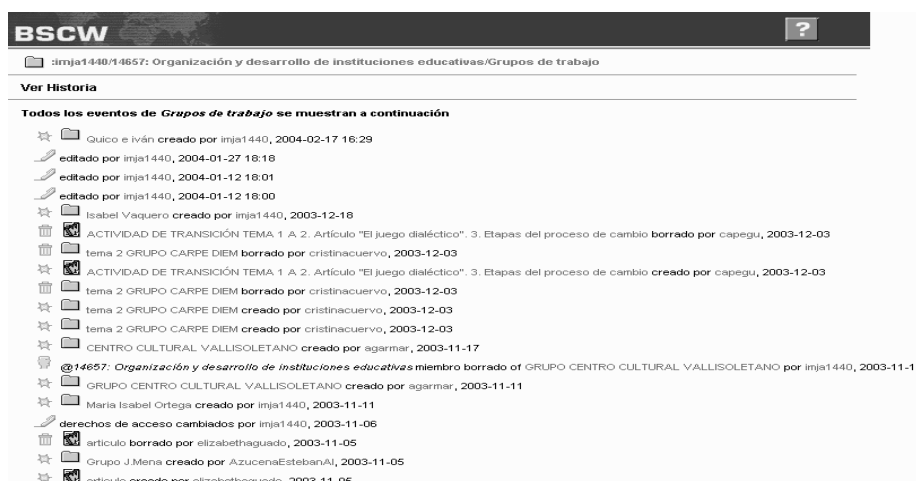 BSCW
?
:imja1440/14657: Organización y desarrollo de instituciones educativas/Grupos de trabajo
Ver Historia
Todos los eventos de Grupos de trabajo se muestran a continuación
Quico e iván creado por imja1440, 2004-02-17 16:29
editado por imja1440, 2004-01-27 18:18
editado por imja1440, 2004-01-12 18:01
editado por imja1440, 2004-01-12 18:00
Isabel Vaquero creado por imja1440, 2003-12-18
ACTIVIDAD DE TRANSICIÓN TEMA 1 A 2. Artículo "El juego dialéctico". 3. Etapas del proceso de cambio borrado por capegu, 2003-12-03
tema 2 GRUPO CARPE DIEM borrado por cristinacuervo, 2003-12-03
ACTIVIDAD DE TRANSICIÓN TEMA 1 A 2. Artículo "El juego dialéctico". 3. Etapas del proceso de cambio creado por capegu, 2003-12-03
tema 2 GRUPO CARPE DIEM borrado por cristinacuervo, 2003-12-03
tema 2 GRUPO CARPE DIEM creado por cristinacuervo, 2003-12-03
tema 2 GRUPO CARPE DIEM creado por cristinacuervo, 2003-12-03
CENTRO CULTURAL VALLISOLETANO creado por agarmar, 2003-11-17
@14657: Organización y desarrollo de instituciones educativas miembro borrado of GRUPO CENTRO CULTURAL VALLISOLETANO por imja1440, 2003-11-1
GRUPO CENTRO CULTURAL VALLISOLETANO creado por agarmar, 2003-11-11
Maria Isabel Ortega creado por imja1440, 2003-11-11
derechos de acceso cambiados por imja1440, 2003-11-06
articulo borrado por elizabethaguado, 2003-11-05
Grupo J.Mena creado por AzucenaEstebanAl, 2003-11-05
articulo creado por elizabethaguado, 2003-11-05